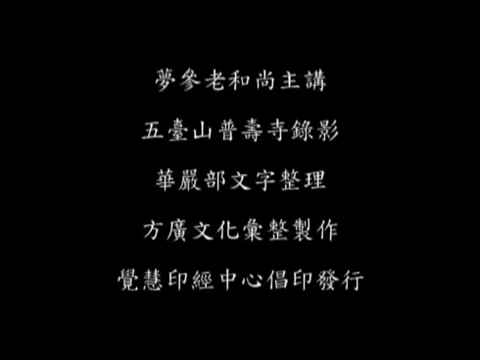 夢參老和尚主講
五臺山普壽寺錄影
華嚴部文字整理
方廣文化彙整製作
覺慧印經中心倡印發行